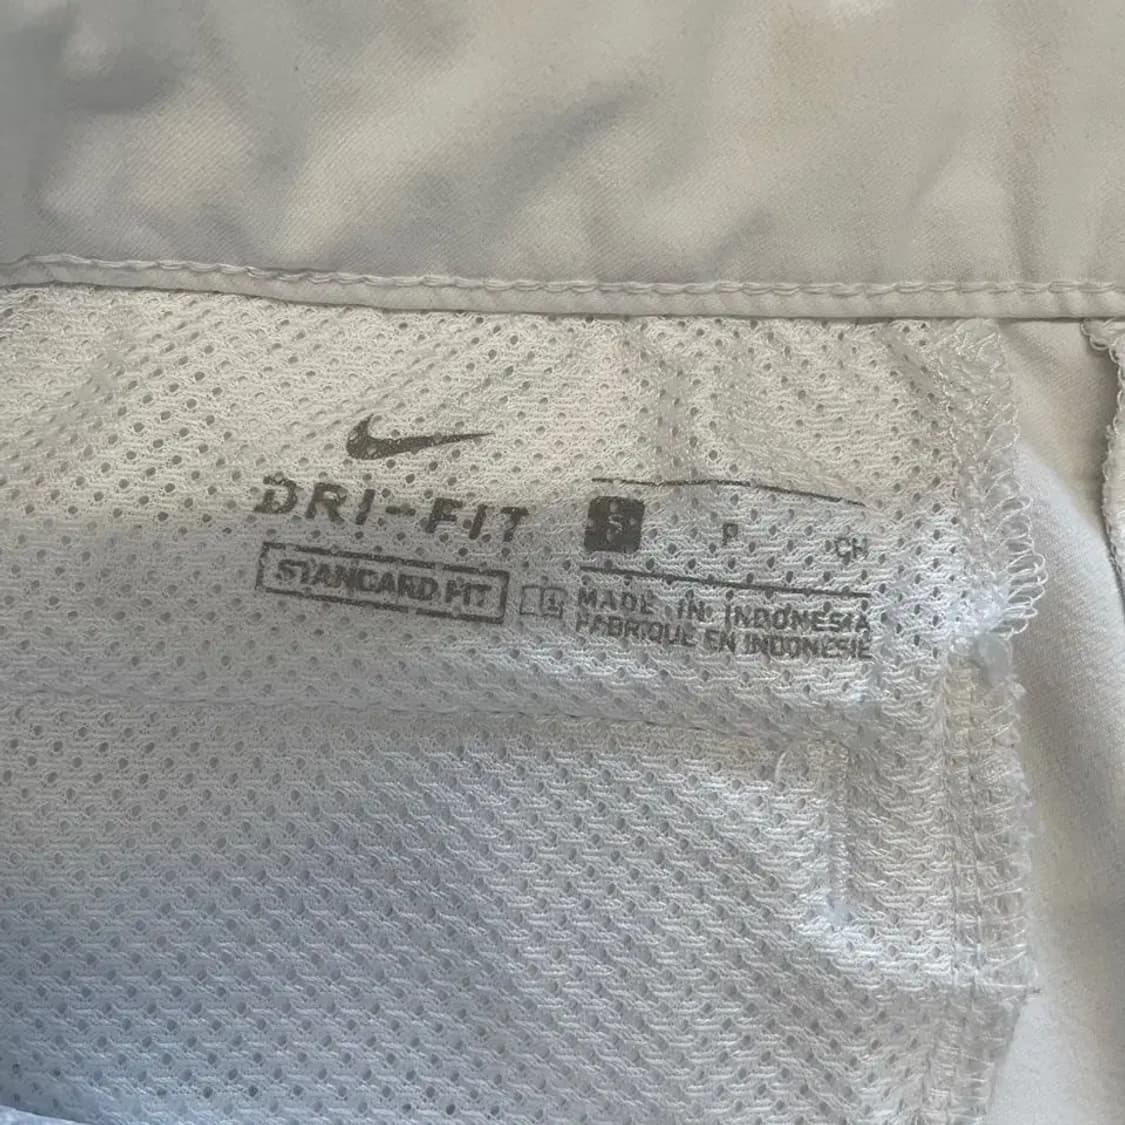 DRI-FIT
STANDARD FIT
S P CH
MADE IN INDONESIA
FABRIQUE EN INDONESIE